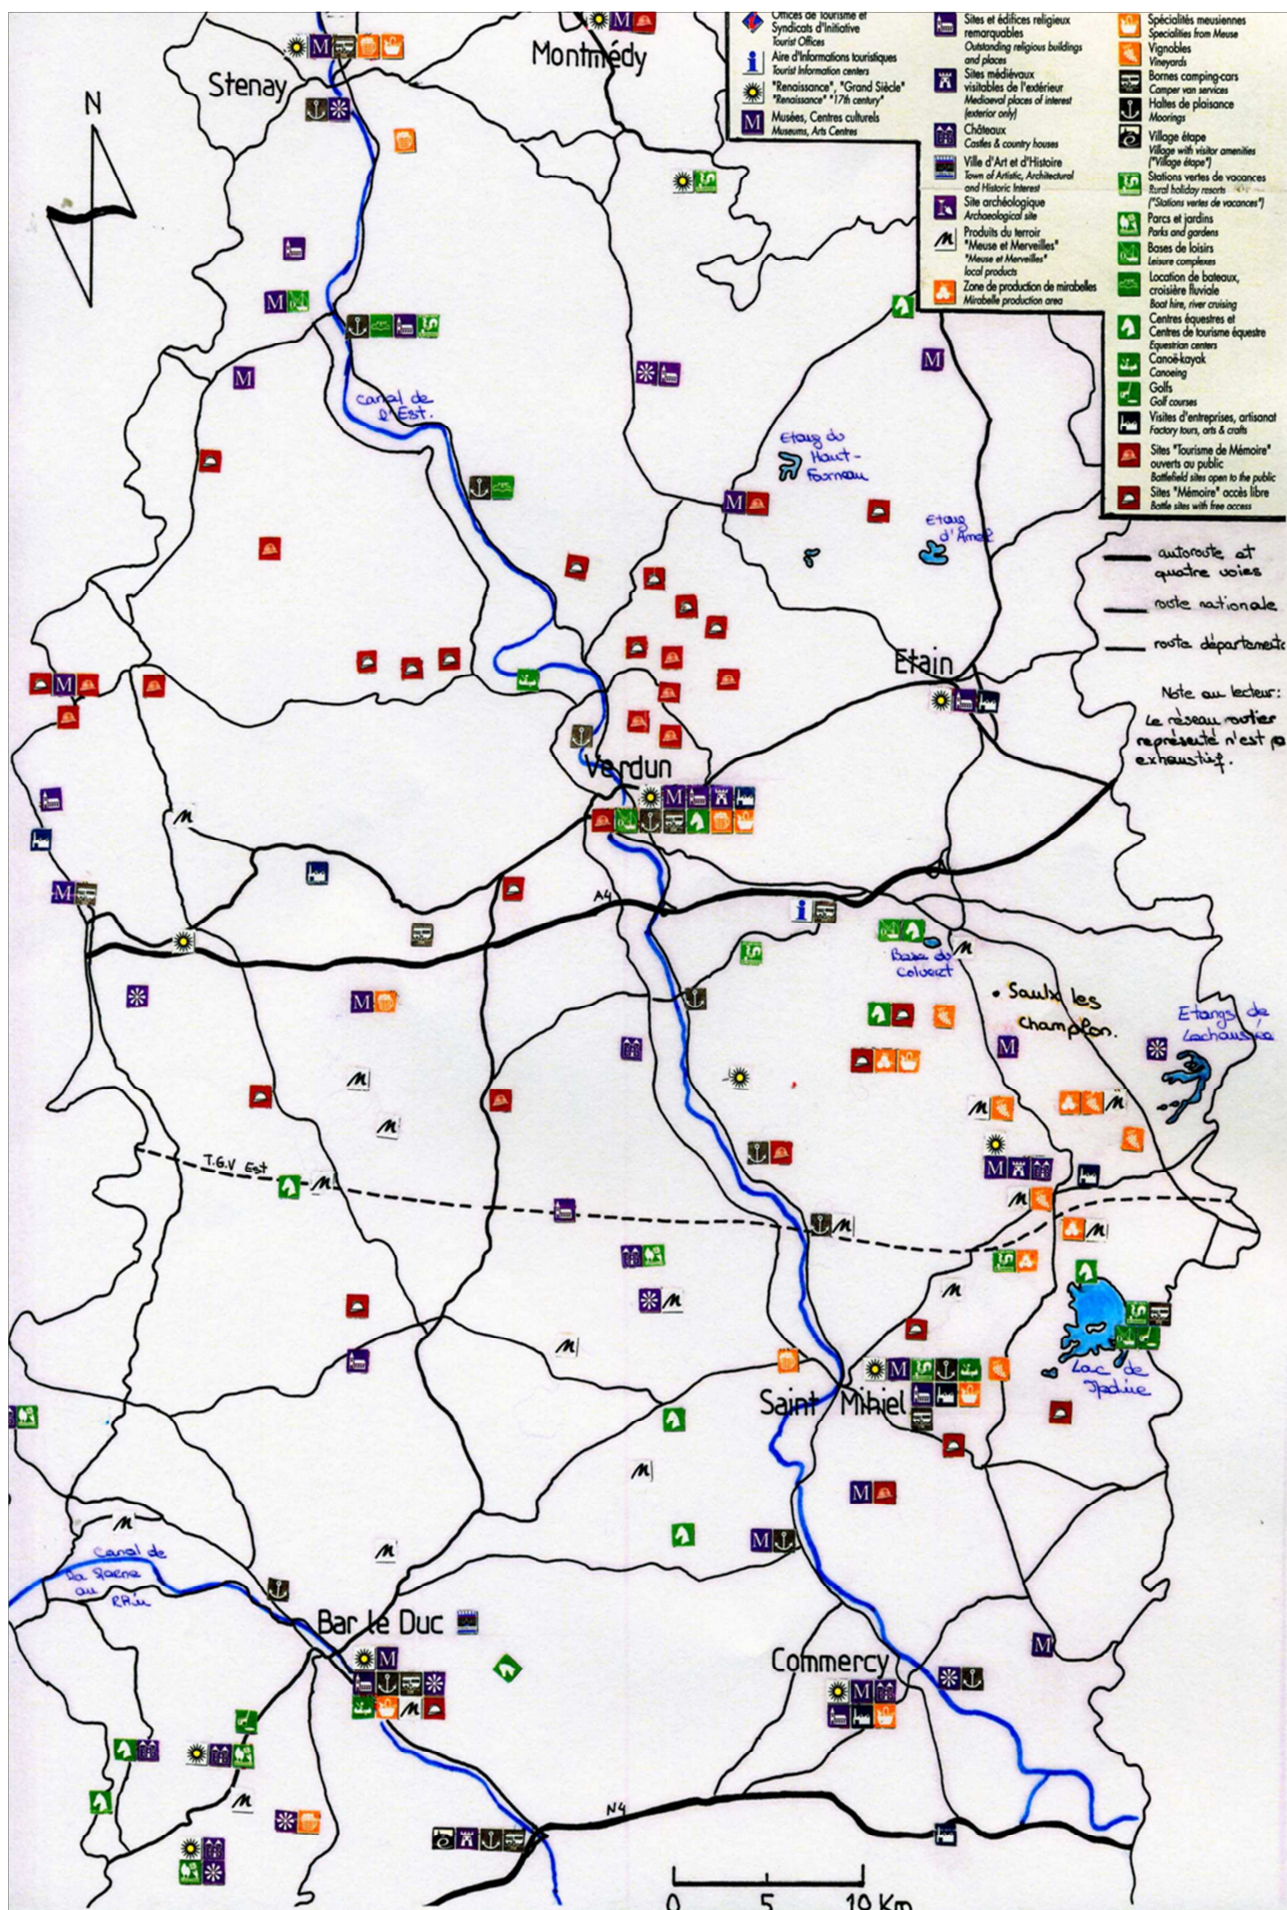 Montmédy
Stenay
N
Offices de Tourisme et
Syndicats d'Initiative
Tourist Offices
Aire d'Informations touristiques
Tourist Information centers
"Renaissance", "Grand Siècle"
"Renaissance" "17th century"
Musées, Centres culturels
Museums, Arts Centres
Sites et édifices religieux
remarquables
Outstanding religious buildings
and places
Sites médiévaux
visitables de l'extérieur
Mediaeval places of interest
(exterior only)
Châteaux
Castles & country houses
Ville d'Art et d'Histoire
Town of Artistic, Architectural
and Historic Interest
Site archéologique
Archaeological site
Produits du terroir
"Meuse et Merveilles"
"Meuse et Merveilles"
local products
Zone de production de mirabelles
Mirabelle production area
Spécialités meusiennes
Specialities from Meuse
Vignobles
Vineyards
Bornes camping-cars
Camper van services
Haltes de plaisance
Moorings
Village étape
Village with visitor amenities
("Village étape")
Stations vertes de vacances
Rural holiday resorts
("Stations vertes de vacances")
Parcs et jardins
Parks and gardens
Bases de loisirs
Leisure complexes
Location de bateaux,
croisière fluviale
Boat hire, river cruising
Centres équestres et
Centres de tourisme équestre
Equestrian centers
Canoë-kayak
Canoeing
Golfs
Golf courses
Visites d'entreprises, artisanat
Factory tours, arts & crafts
Sites "Tourisme de Mémoire"
ouverts au public
Battlefield sites open to the public
Sites "Mémoire" accès libre
Battle sites with free access
autoroute et
quatre voies
route nationale
route départementa
Note au lecteur:
Le réseau routier
représenté n'est pa
exhaustif.
Canal de
l'Est.
Etang du
Haut-
Fourneau
Etang
d'Amel
Etain
Verdun
A4
Base du
Colvert
Saulx les
champlon.
Etangs de
Lachaussée
T.G.V Est
Lac de
Saint Mihiel
Canal de
la Marne
au
Rhin
Bar le Duc
Commercy
N4
0 5 10 Km